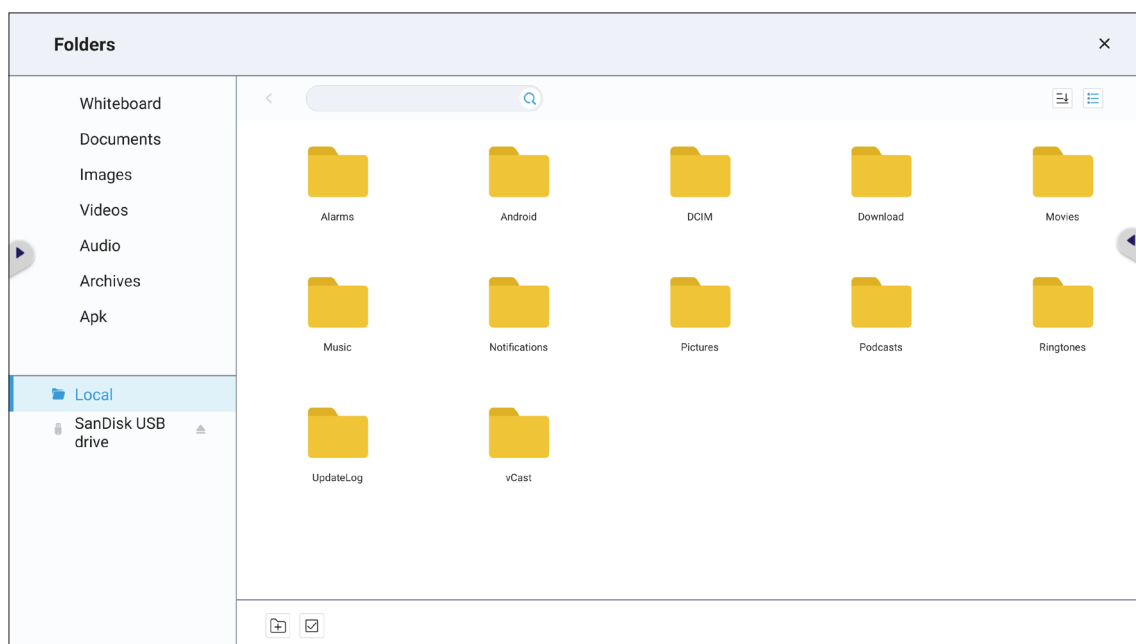 Folders
Whiteboard
Documents
Images
Videos
Audio
Archives
Apk
Local
SanDisk USB
drive
Alarms
Android
DCIM
Download
Movies
Music
Notifications
Pictures
Podcasts
Ringtones
UpdateLog
vCast